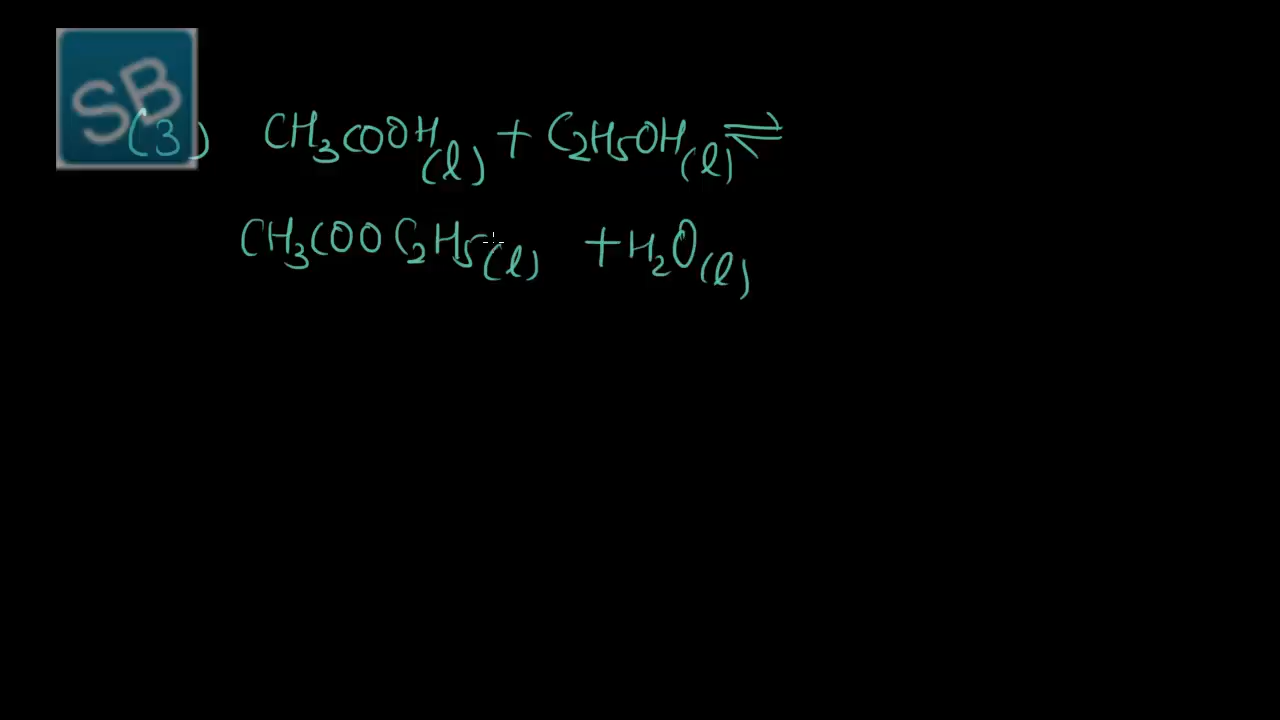 SB
(3) CH₃COOH(l) + C₂H₅OH(l) ⇌
CH₃COOC₂H₅(l) + H₂O(l)